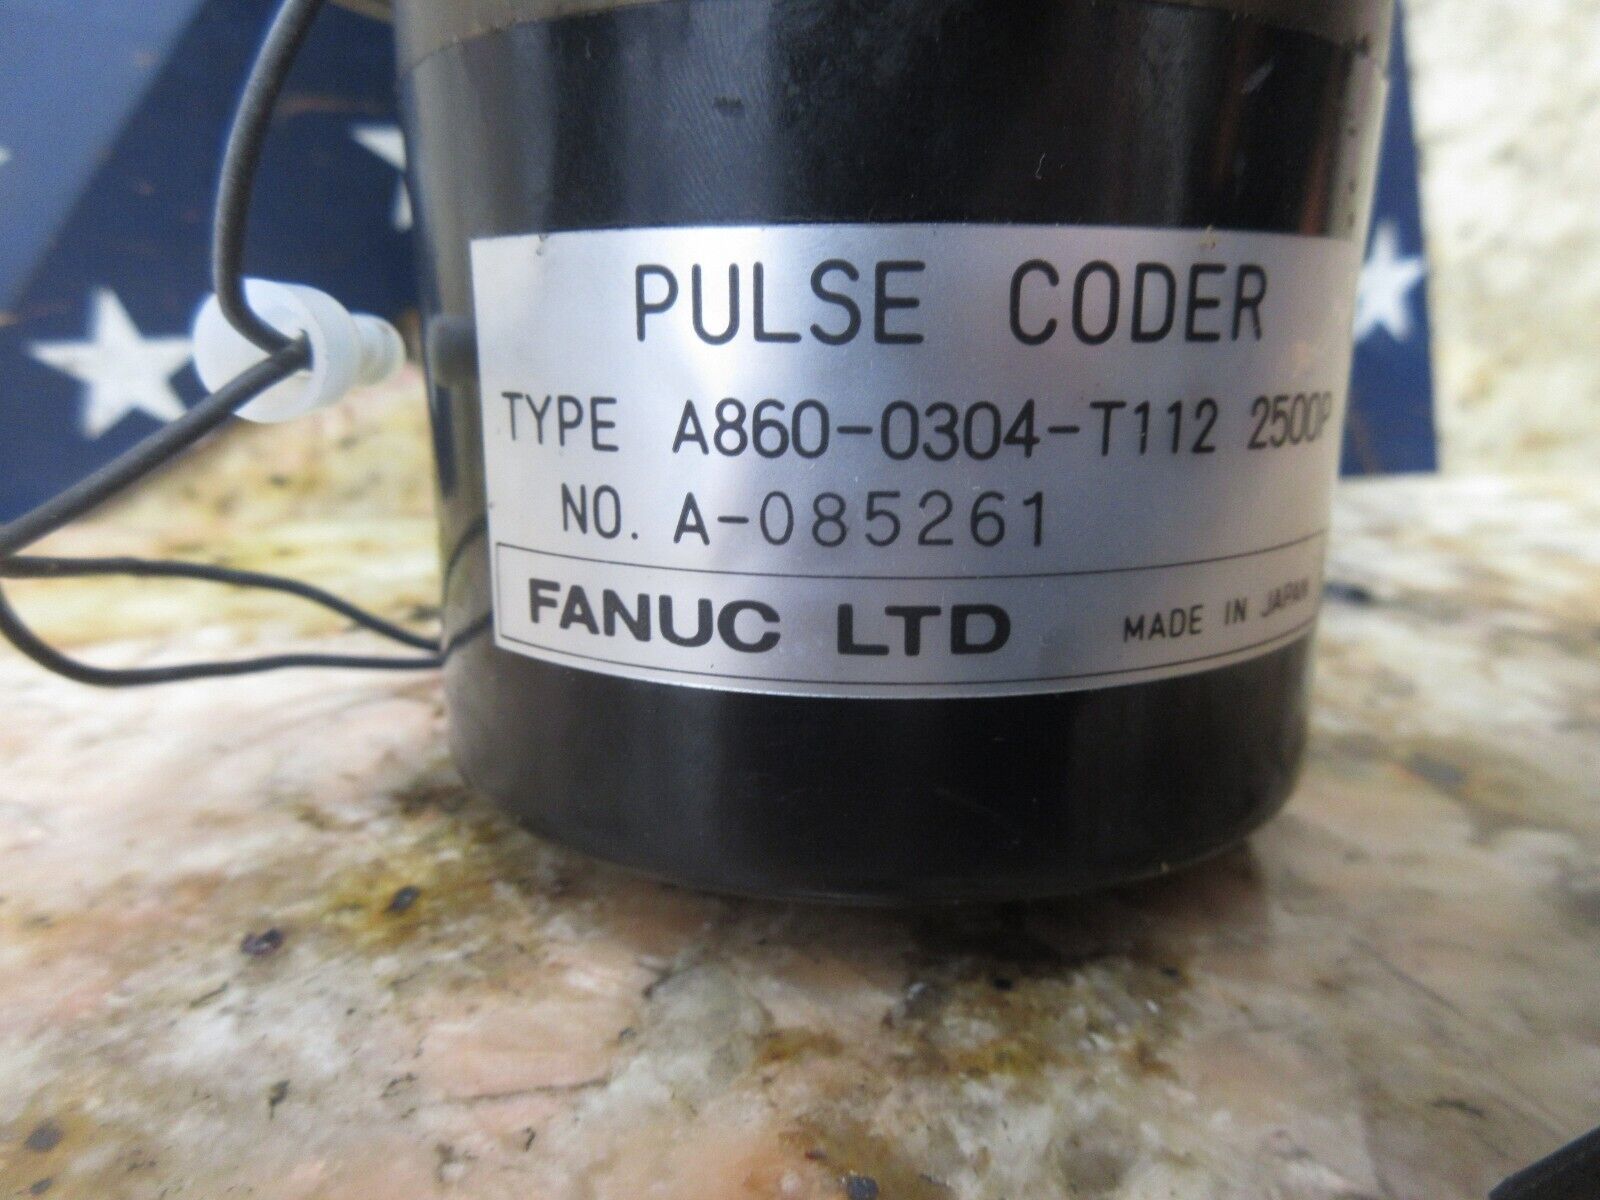 PULSE CODER
TYPE A860-0304-T112 2500P
NO. A-085261
FANUC LTD MADE IN JAPAN